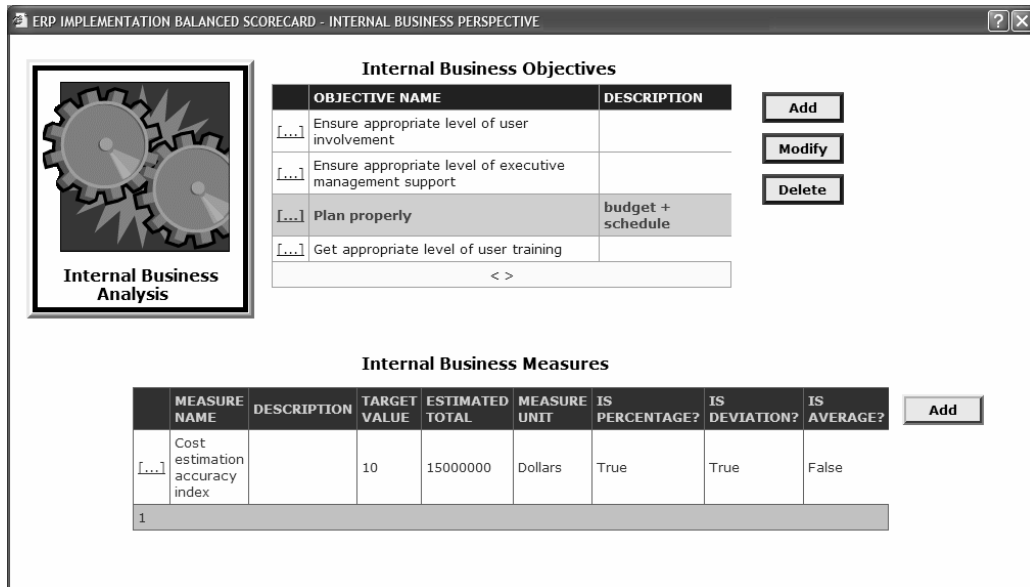 ERP IMPLEMENTATION BALANCED SCORECARD - INTERNAL BUSINESS PERSPECTIVE
? X
Internal Business
Analysis
Internal Business Objectives
OBJECTIVE NAME DESCRIPTION
[...] Ensure appropriate level of user
involvement
[...] Ensure appropriate level of executive
management support
[...] Plan properly budget +
schedule
[...] Get appropriate level of user training
< >
Add
Modify
Delete
Internal Business Measures
MEASURE NAME DESCRIPTION TARGET VALUE ESTIMATED TOTAL MEASURE UNIT IS PERCENTAGE? IS DEVIATION? IS AVERAGE?
[...] Cost
estimation
accuracy
index 10 15000000 Dollars True True False
1
Add